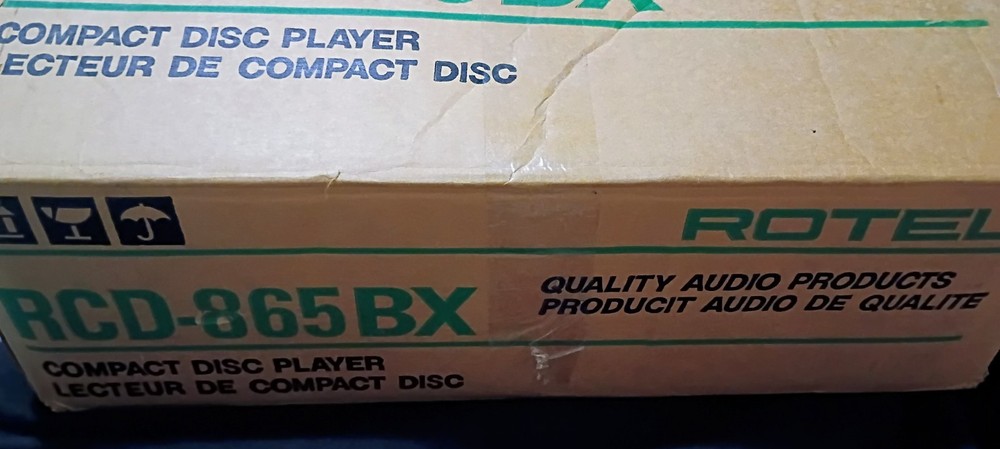 BX
COMPACT DISC PLAYER
LECTEUR DE COMPACT DISC
ROTEL
RCD-865BX
QUALITY AUDIO PRODUCTS
PRODUCIT AUDIO DE QUALITE
COMPACT DISC PLAYER
LECTEUR DE COMPACT DISC